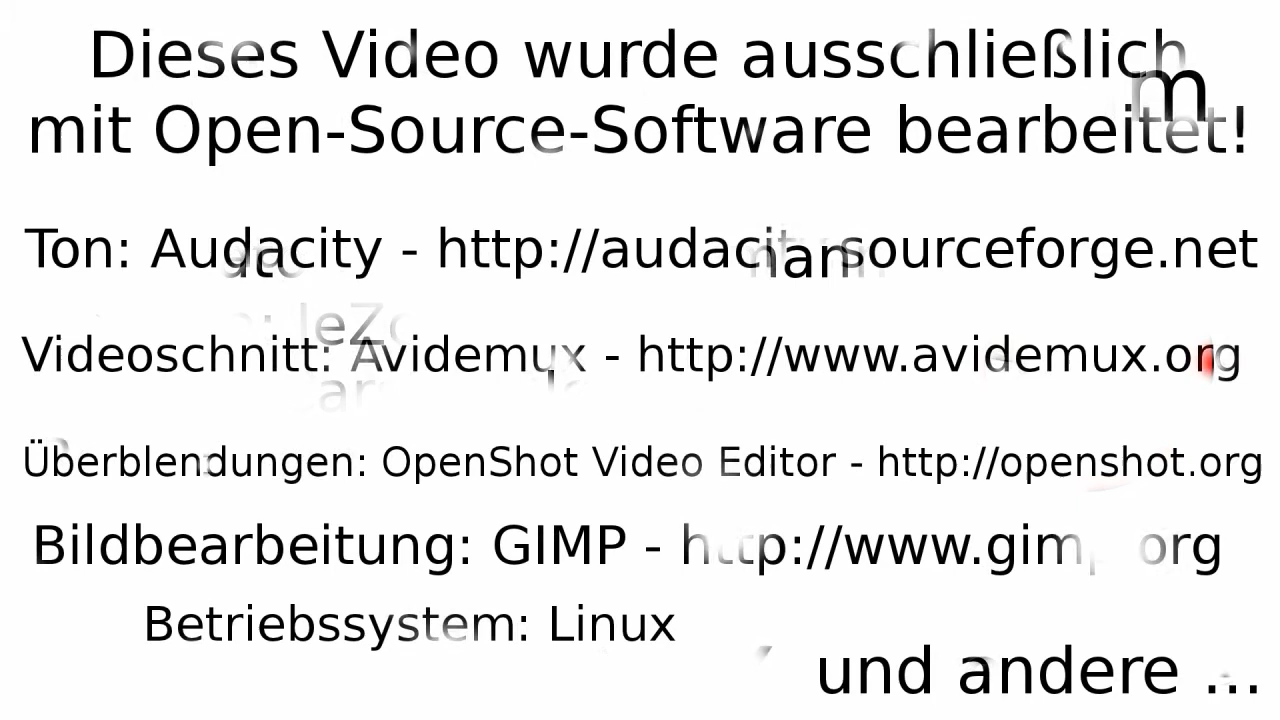 Dieses Video wurde ausschließlich
mit Open-Source-Software bearbeitet!
Ton: Audacity - http://audacity.sourceforge.net
Videoschnitt: Avidemux - http://www.avidemux.org
Überblendungen: OpenShot Video Editor - http://openshot.org
Bildbearbeitung: GIMP - http://www.gimp.org
Betriebssystem: Linux
und andere ...